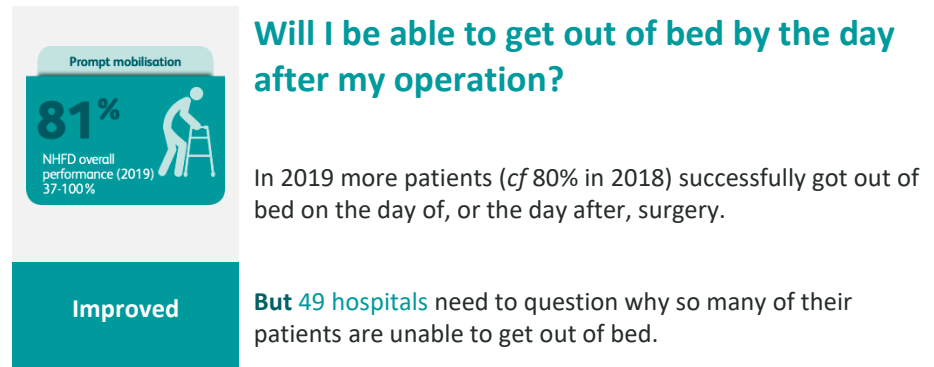 Prompt mobilisation
81%
NHFD overall
performance (2019)
37-100%
Improved
Will I be able to get out of bed by the day
after my operation?
In 2019 more patients (cf 80% in 2018) successfully got out of
bed on the day of, or the day after, surgery.
But 49 hospitals need to question why so many of their
patients are unable to get out of bed.